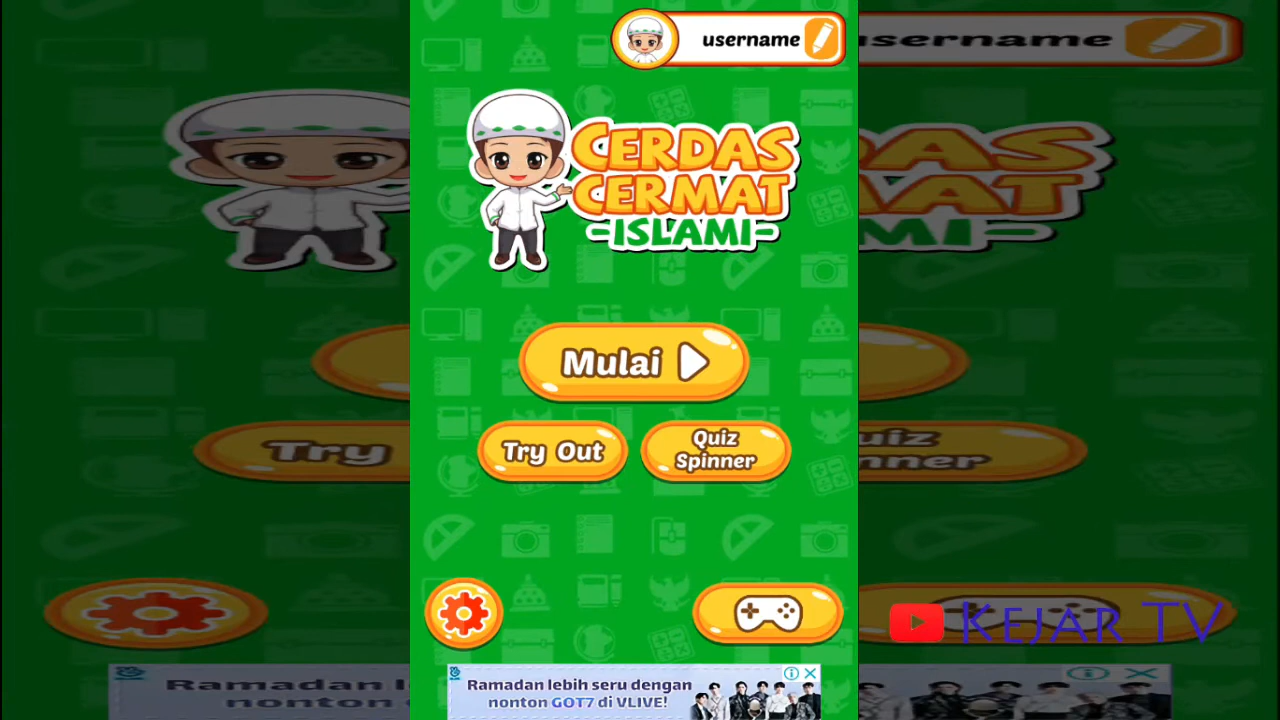 username
CERDAS
CERMAT
-ISLAMI-
Mulai
Try Out
Quiz
Spinner
Kejar TV
Ramadan lebih seru dengan
nonton GOT7 di VLIVE!